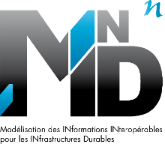 MINnD
Modélisation des INformations INteropérables
pour les INfrastructures Durables